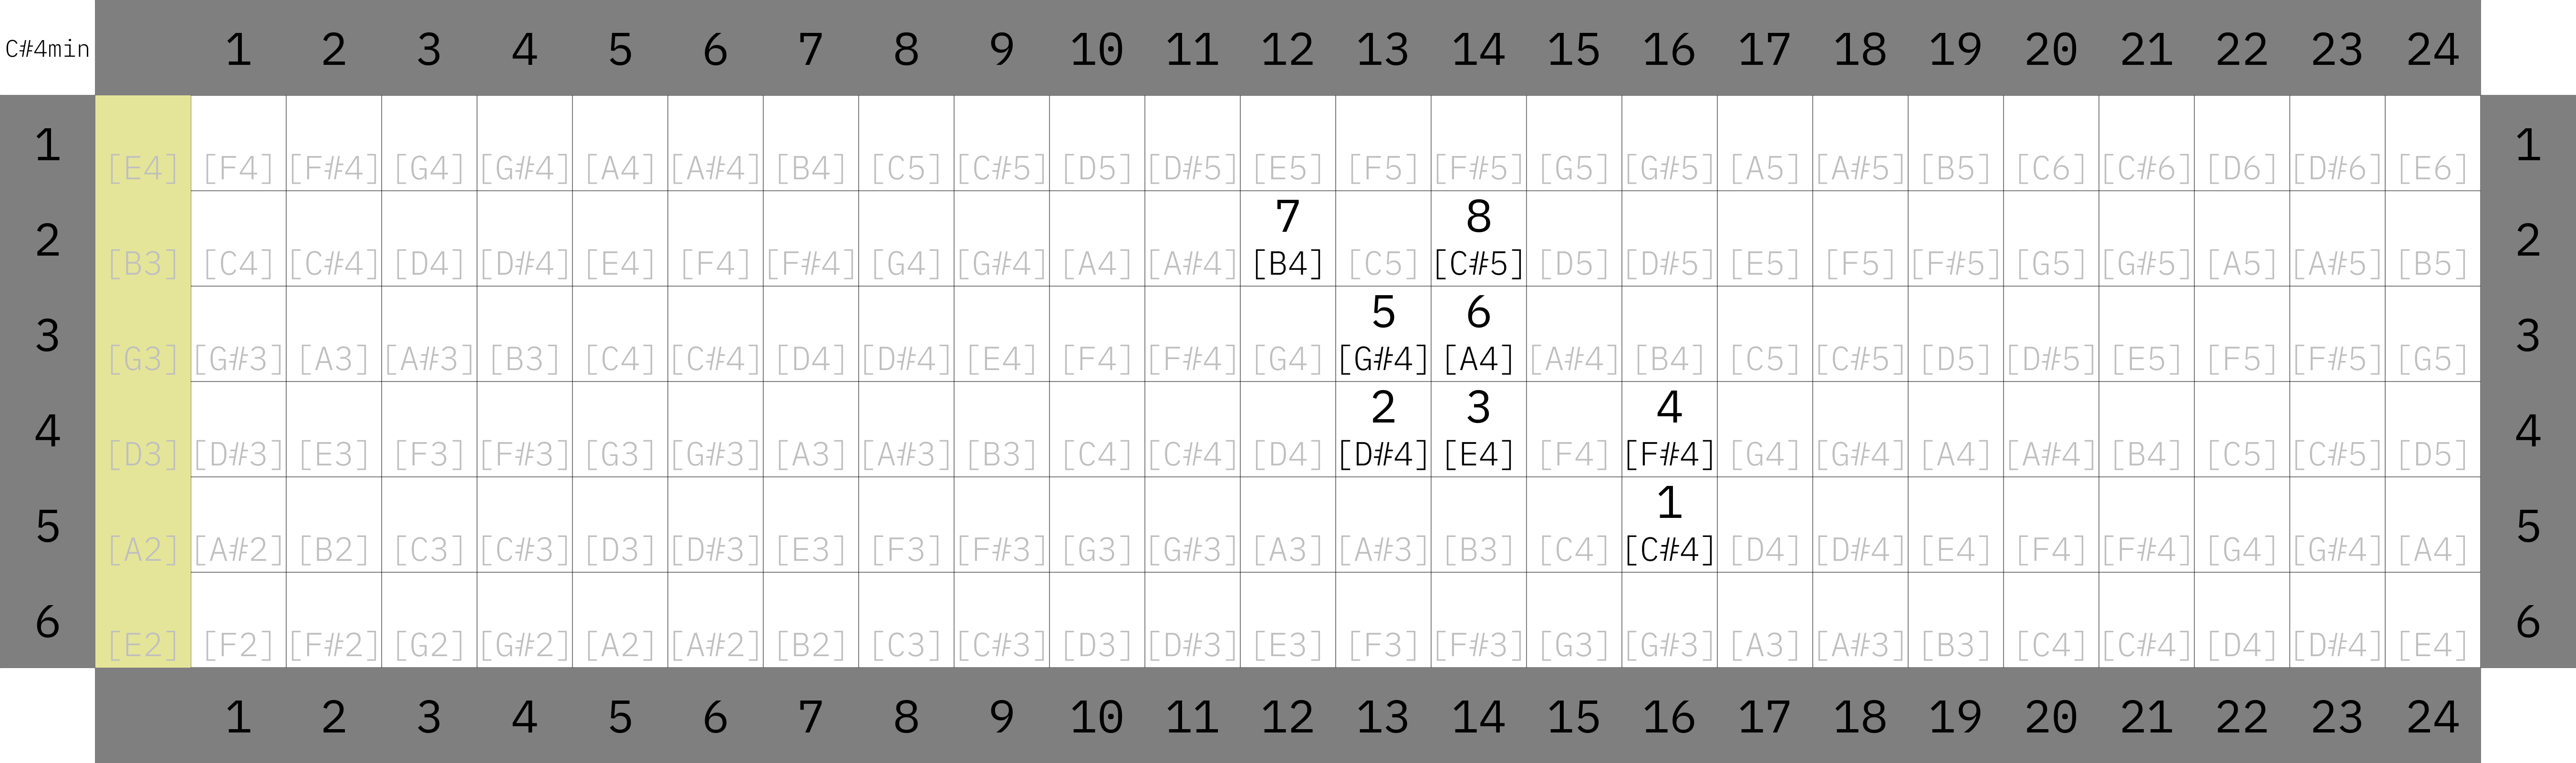 C#4min 1 2 3 4 5 6 7 8 9 10 11 12 13 14 15 16 17 18 19 20 21 22 23 24
1 [E4] [F4] [F#4] [G4] [G#4] [A4] [A#4] [B4] [C5] [C#5] [D5] [D#5] [E5] [F5] [F#5] [G5] [G#5] [A5] [A#5] [B5] [C6] [C#6] [D6] [D#6] [E6] 1
7 8
2 [B3] [C4] [C#4] [D4] [D#4] [E4] [F4] [F#4] [G4] [G#4] [A4] [A#4] [B4] [C5] [C#5] [D5] [D#5] [E5] [F5] [F#5] [G5] [G#5] [A5] [A#5] [B5] 2
5 6
3 [G3] [G#3] [A3] [A#3] [B3] [C4] [C#4] [D4] [D#4] [E4] [F4] [F#4] [G4] [G#4] [A4] [A#4] [B4] [C5] [C#5] [D5] [D#5] [E5] [F5] [F#5] [G5] 3
2 3 4
4 [D3] [D#3] [E3] [F3] [F#3] [G3] [G#3] [A3] [A#3] [B3] [C4] [C#4] [D4] [D#4] [E4] [F4] [F#4] [G4] [G#4] [A4] [A#4] [B4] [C5] [C#5] [D5] 4
1
5 [A2] [A#2] [B2] [C3] [C#3] [D3] [D#3] [E3] [F3] [F#3] [G3] [G#3] [A3] [A#3] [B3] [C4] [C#4] [D4] [D#4] [E4] [F4] [F#4] [G4] [G#4] [A4] 5
6 [E2] [F2] [F#2] [G2] [G#2] [A2] [A#2] [B2] [C3] [C#3] [D3] [D#3] [E3] [F3] [F#3] [G3] [G#3] [A3] [A#3] [B3] [C4] [C#4] [D4] [D#4] [E4] 6
1 2 3 4 5 6 7 8 9 10 11 12 13 14 15 16 17 18 19 20 21 22 23 24